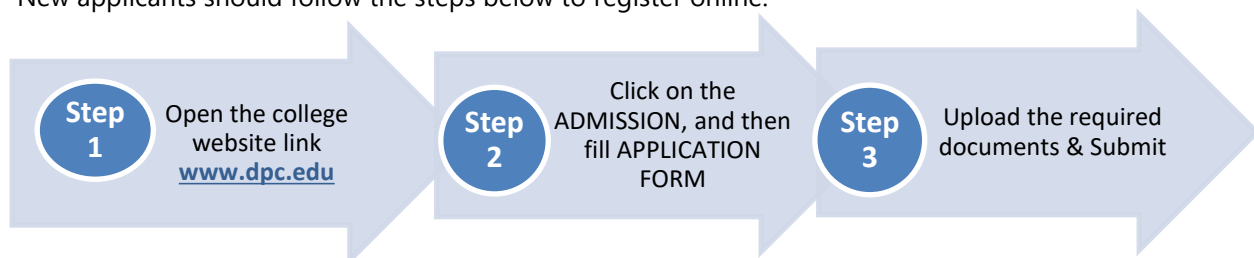 New applicants should follow the steps below to register online.
Step
1
Open the college
website link
www.dpc.edu
Step
2
Click on the
ADMISSION, and then
fill APPLICATION
FORM
Step
3
Upload the required
documents & Submit